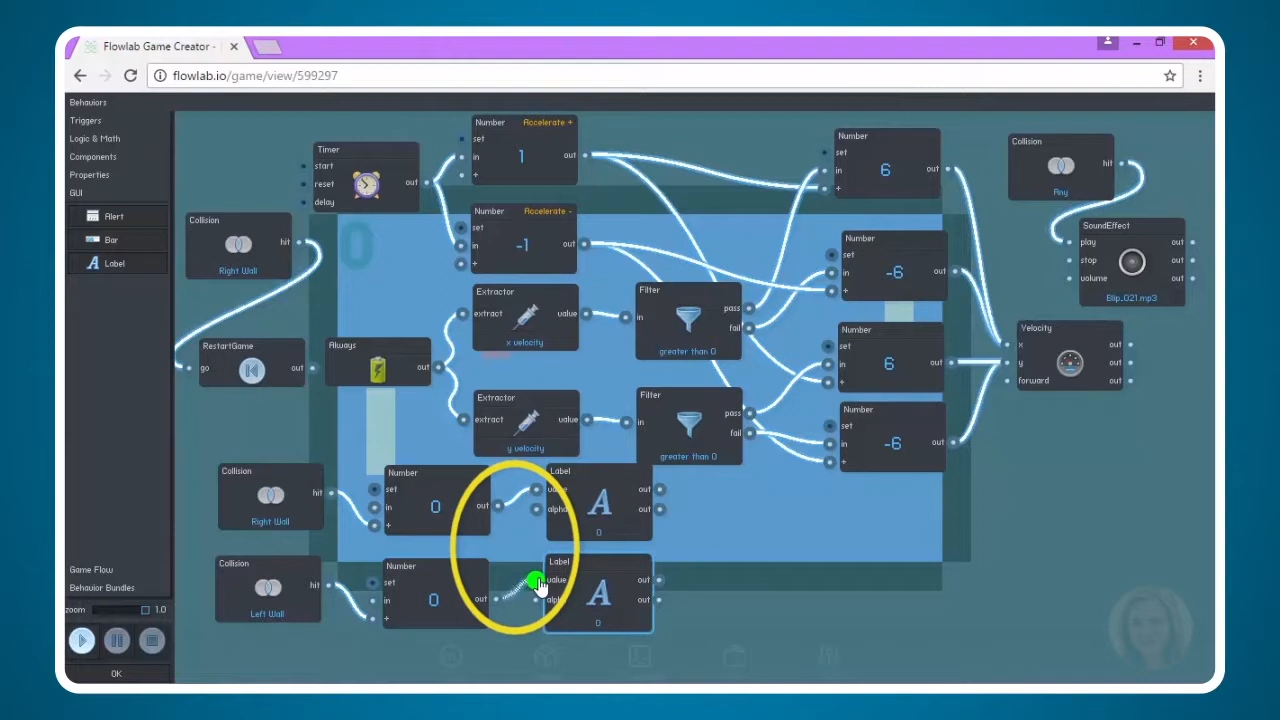 Flowlab Game Creator -
flowlab.io/game/view/599297
Behaviors
Triggers
Logic & Math
Components
Properties
GUI
Alert
Bar
Label
Game Flow
Behavior Bundles
zoom 1.0
OK
Timer
start
reset
delay
out
Number Accelerate +
set
in
+
1
out
Number Accelerate -
set
in
+
-1
out
Number
set
in
+
6
out
Collision
hit
Any
SoundEffect
play
stop
volume
out
out
out
Blip_021.mp3
Collision
hit
Right Wall
0
Number
set
in
+
-6
out
Extractor
extract
value
x velocity
Filter
in
pass
fail
greater than 0
RestartGame
go
out
Always
out
Number
set
in
+
6
out
Velocity
x
y
forward
out
out
out
Extractor
extract
value
y velocity
Filter
in
pass
fail
greater than 0
Number
set
in
+
-6
out
Collision
hit
Right Wall
Number
set
in
+
0
out
Label
value
alpha
A
out
out
0
Collision
hit
Left Wall
Number
set
in
+
0
out
Label
value
alpha
A
out
out
0